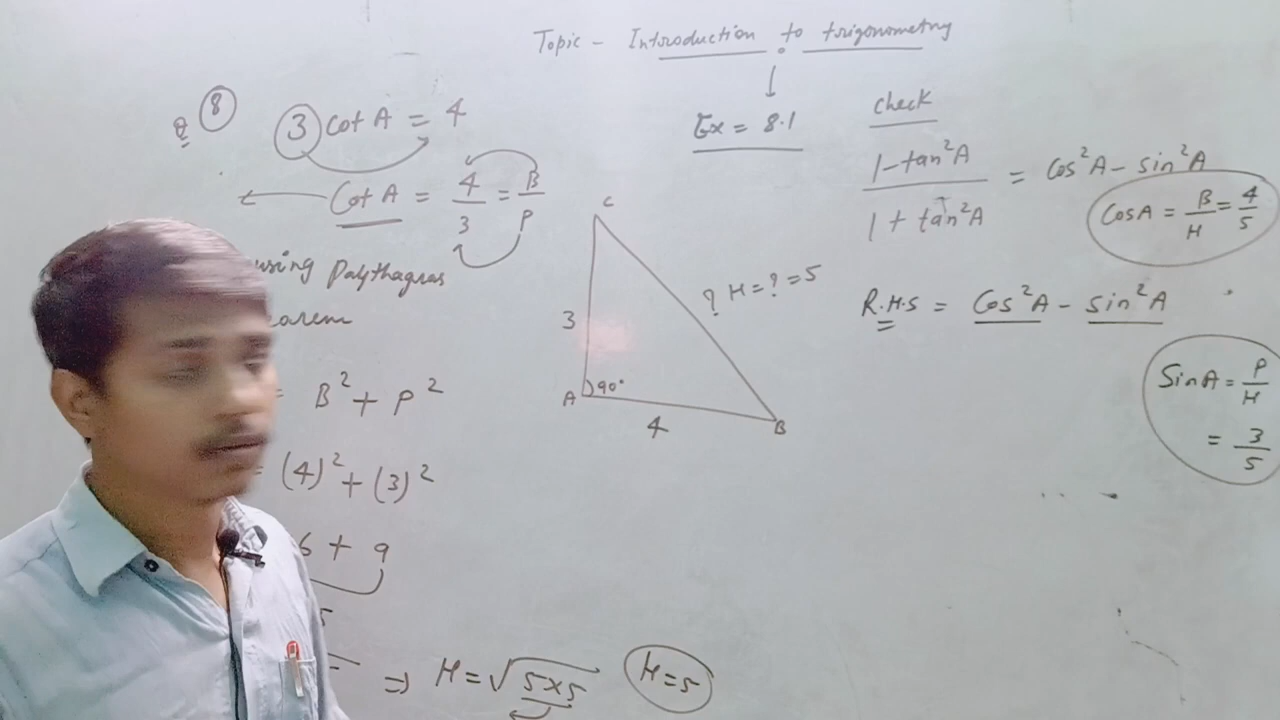 Topic - Introduction to trigonometry
Ex = 8.1
Q 8
3 cot A = 4
Cot A = 4/3 = B/P
using Paythagras
B² + P²
= (4)² + (3)²
6 + 9
⇒ H = √5×5 H = 5
C
3
? H = ? = 5
A 90°
4
B
check
1 - tan²A / 1 + tan²A = Cos²A - sin²A
CosA = B/H = 4/5
R.H.S = Cos²A - sin²A
SinA = P/H
= 3/5